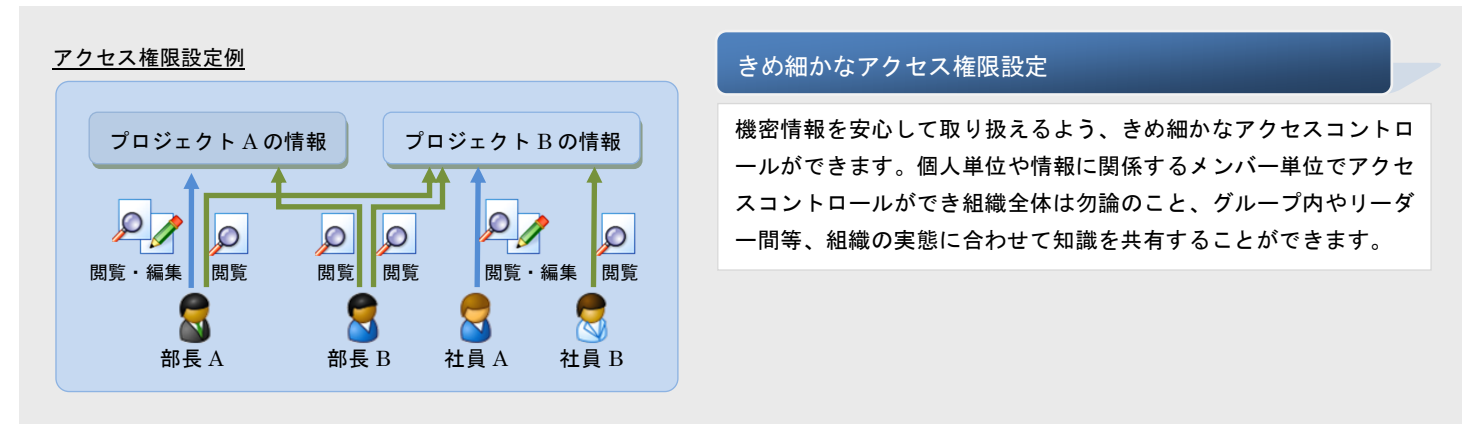 アクセス権限設定例
プロジェクト A の情報
プロジェクト B の情報
閲覧・編集
閲覧
閲覧
閲覧
閲覧・編集
閲覧
部長 A
部長 B
社員 A
社員 B
きめ細かなアクセス権限設定
機密情報を安心して取り扱えるよう、きめ細かなアクセスコントロ
ールができます。個人単位や情報に関係するメンバー単位でアクセ
スコントロールができ組織全体は勿論のこと、グループ内やリーダ
ー間等、組織の実態に合わせて知識を共有することができます。